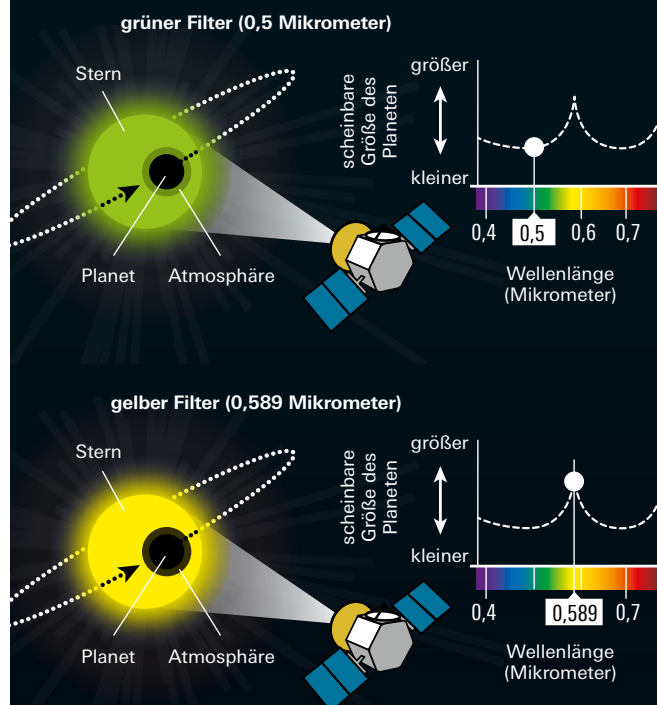 grüner Filter (0,5 Mikrometer)
Stern
Planet
Atmosphäre
scheinbare
Größe des
Planeten
größer
kleiner
0,4
0,5
0,6
0,7
Wellenlänge
(Mikrometer)
gelber Filter (0,589 Mikrometer)
Stern
Planet
Atmosphäre
scheinbare
Größe des
Planeten
größer
kleiner
0,4
0,589
0,7
Wellenlänge
(Mikrometer)